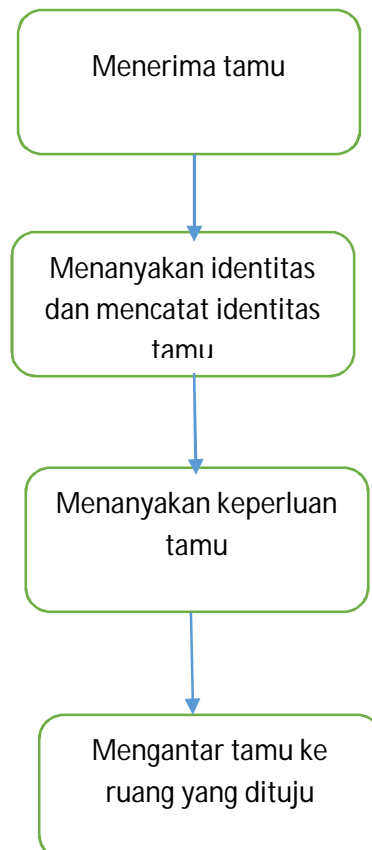 Menerima tamu
Menanyakan identitas
dan mencatat identitas
tamu
Menanyakan keperluan
tamu
Mengantar tamu ke
ruang yang dituju